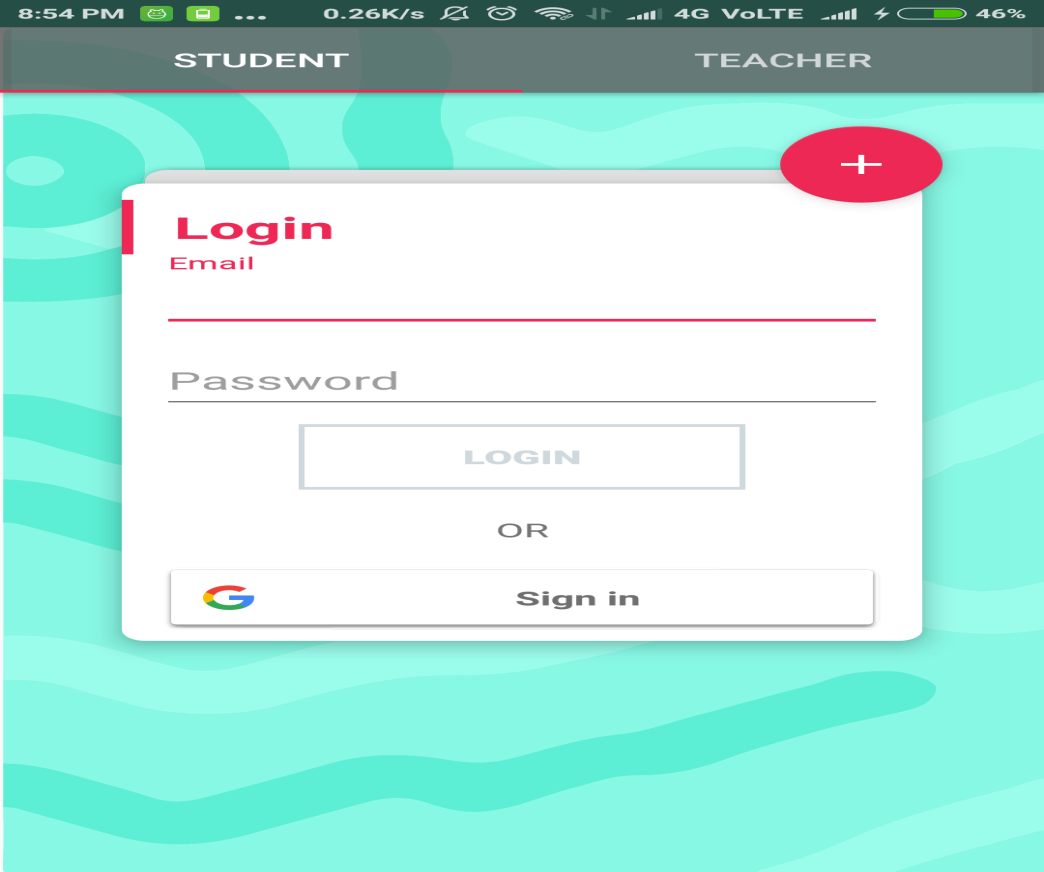 8:54 PM ... 0.26K/s 4G VoLTE 46%
STUDENT TEACHER
+
Login
Email
Password
LOGIN
OR
G Sign in